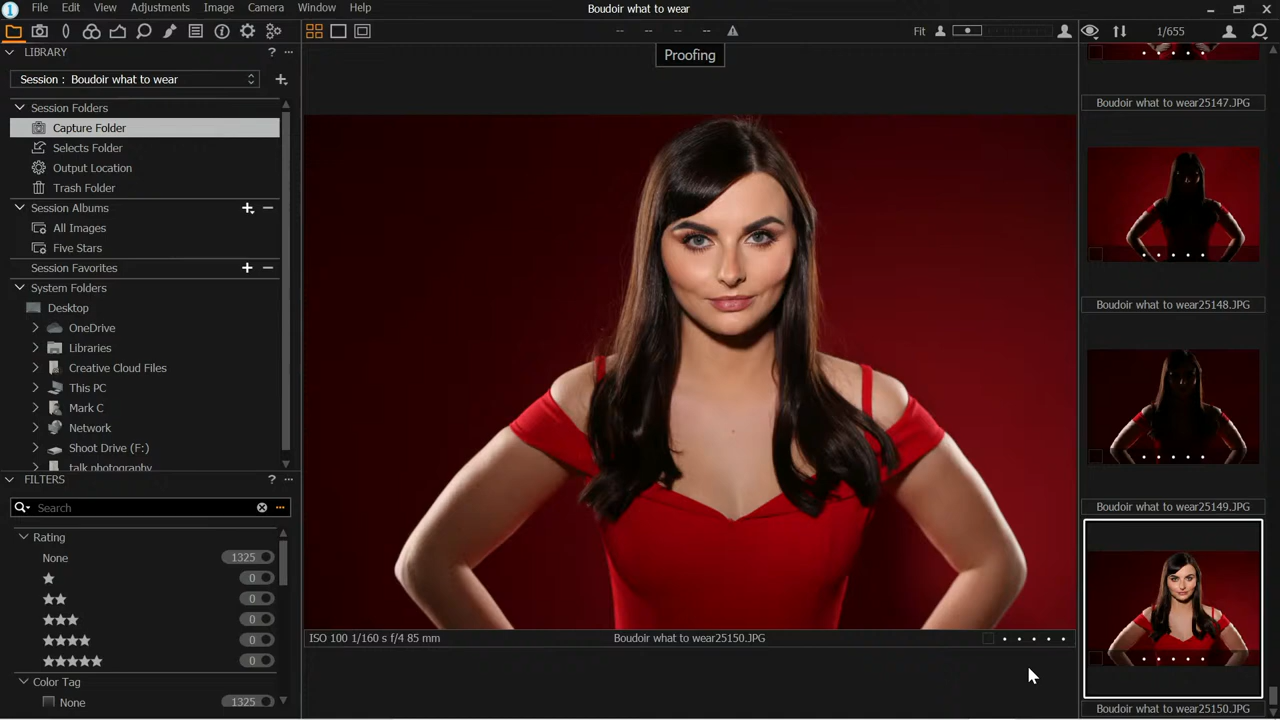 File Edit View Adjustments Image Camera Window Help
Boudoir what to wear
1
LIBRARY
?
Session : Boudoir what to wear
Session Folders
Capture Folder
Selects Folder
Output Location
Trash Folder
Session Albums
All Images
Five Stars
Session Favorites
System Folders
Desktop
OneDrive
Libraries
Creative Cloud Files
This PC
Mark C
Network
Shoot Drive (F:)
talk photography
FILTERS
?
Search
Rating
None 1325
0
0
0
0
0
Color Tag
None 1325
-- -- -- --
Fit
Proofing
ISO 100 1/160 s f/4 85 mm
Boudoir what to wear25150.JPG
1/655
Boudoir what to wear25147.JPG
Boudoir what to wear25148.JPG
Boudoir what to wear25149.JPG
Boudoir what to wear25150.JPG